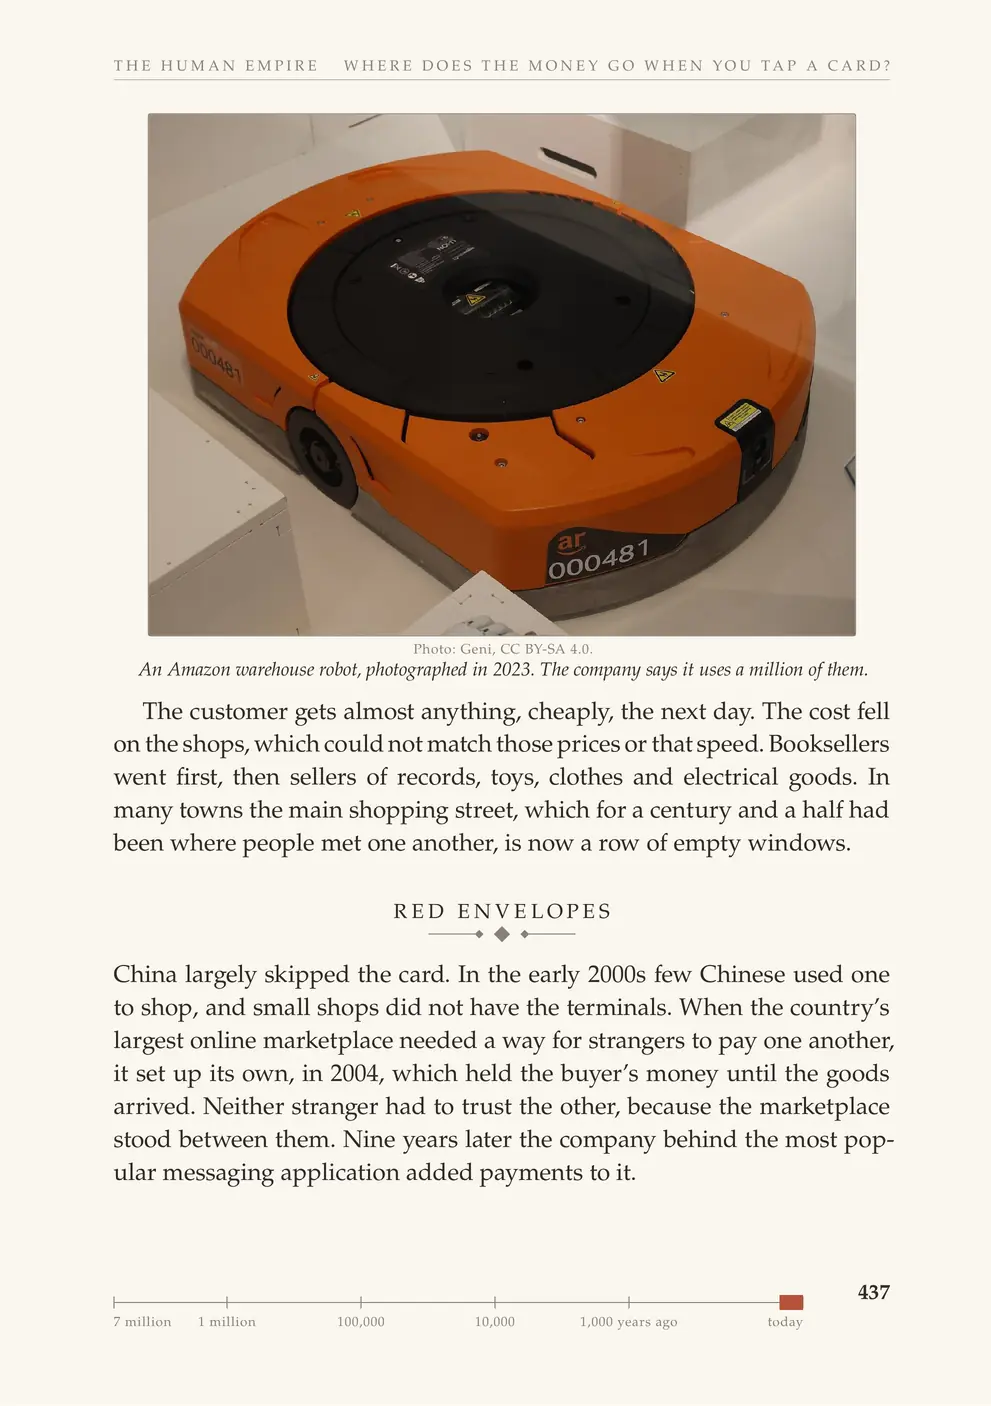 THE HUMAN EMPIRE WHERE DOES THE MONEY GO WHEN YOU TAP A CARD?
000481
ar
000481
Photo: Geni, CC BY-SA 4.0.
An Amazon warehouse robot, photographed in 2023. The company says it uses a million of them.
The customer gets almost anything, cheaply, the next day. The cost fell
on the shops, which could not match those prices or that speed. Booksellers
went first, then sellers of records, toys, clothes and electrical goods. In
many towns the main shopping street, which for a century and a half had
been where people met one another, is now a row of empty windows.
RED ENVELOPES
China largely skipped the card. In the early 2000s few Chinese used one
to shop, and small shops did not have the terminals. When the country’s
largest online marketplace needed a way for strangers to pay one another,
it set up its own, in 2004, which held the buyer’s money until the goods
arrived. Neither stranger had to trust the other, because the marketplace
stood between them. Nine years later the company behind the most pop-
ular messaging application added payments to it.
437
7 million 1 million 100,000 10,000 1,000 years ago today